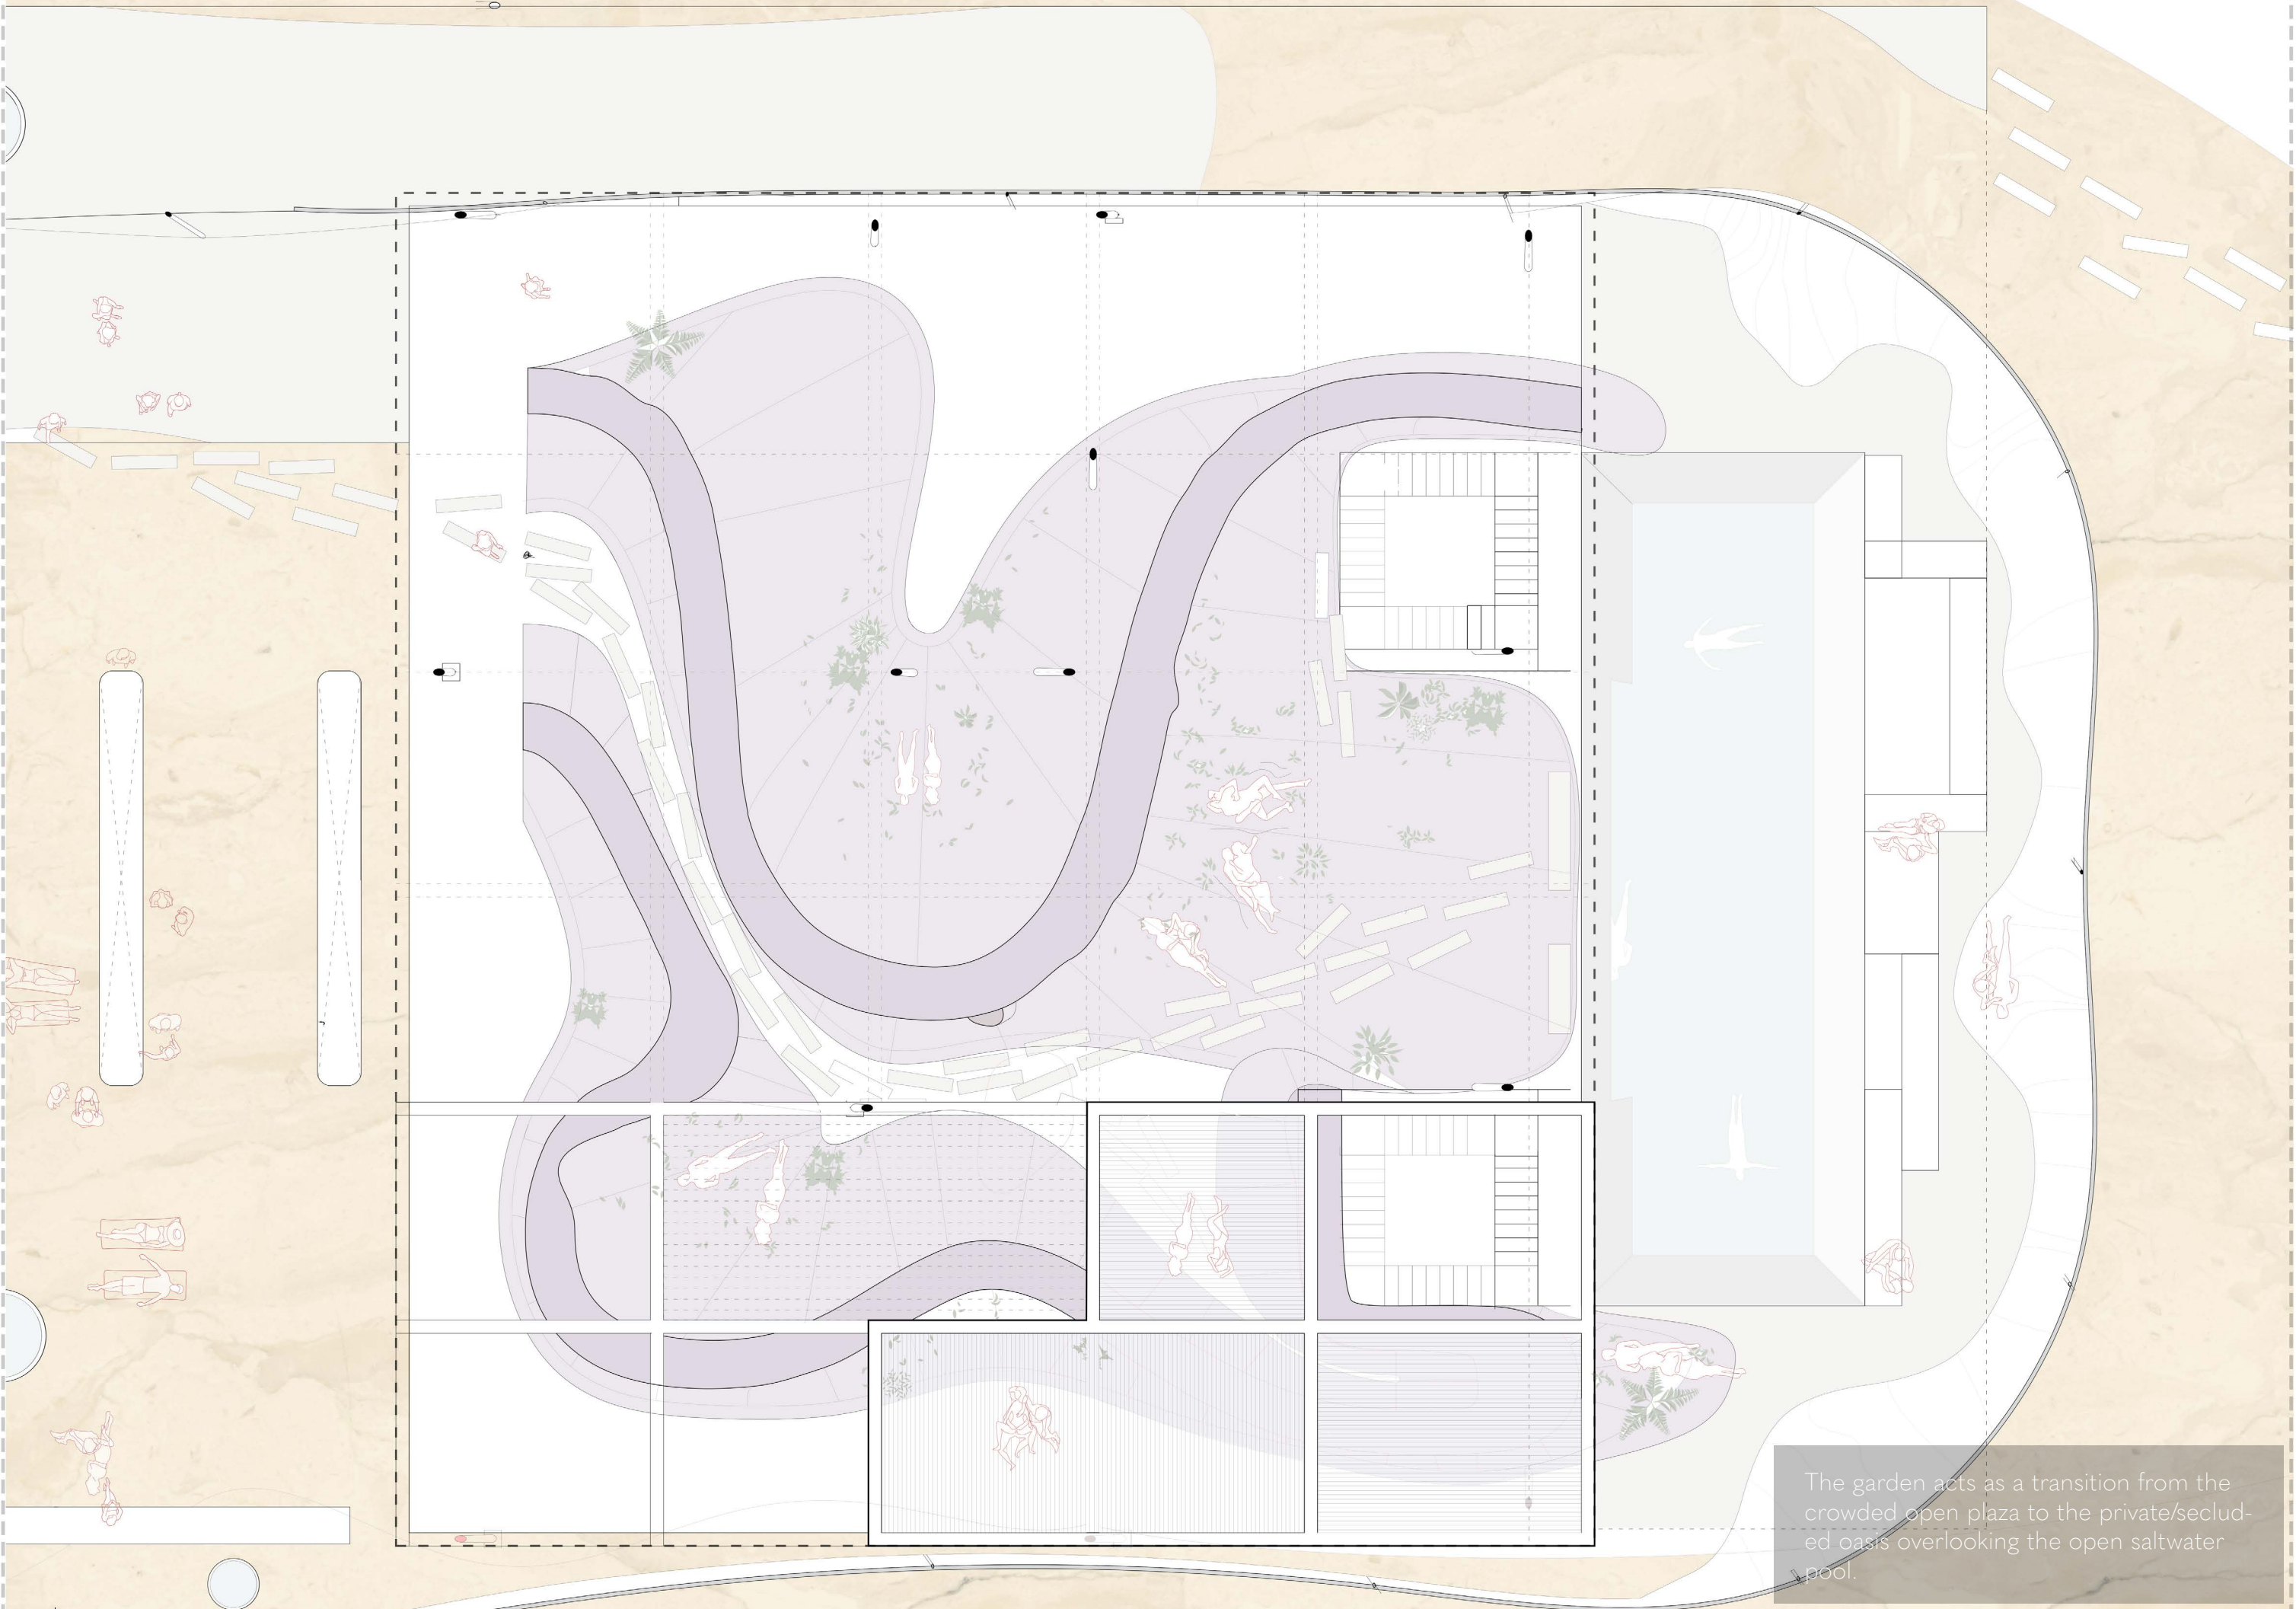 The garden acts as a transition from the
crowded open plaza to the private/seclud-
ed oasis overlooking the open saltwater
pool.